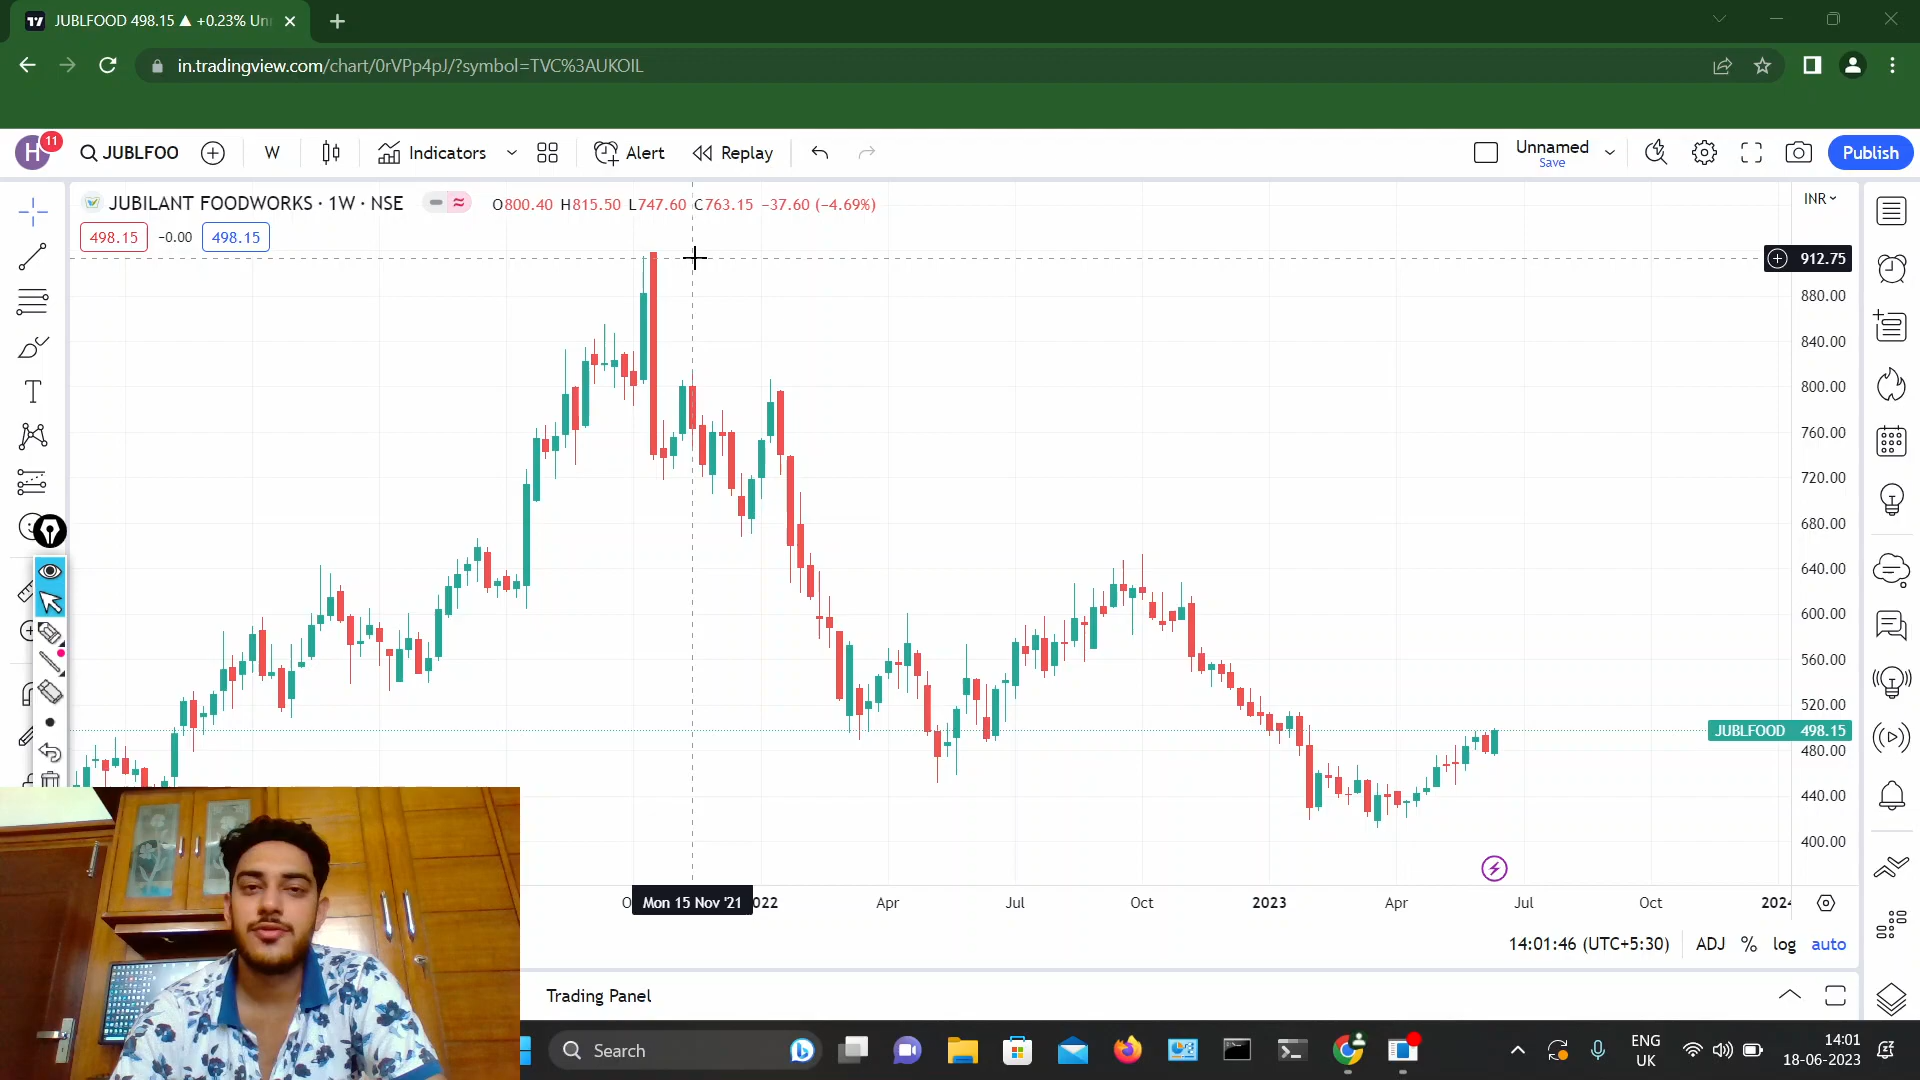 JUBLFOOD 498.15 ▲ +0.23% Un
in.tradingview.com/chart/0rVPp4pJ/?symbol=TVC%3AUKOIL
H 11 JUBLFOO W Indicators Alert Replay Unnamed Save Publish
JUBILANT FOODWORKS · 1W · NSE O800.40 H815.50 L747.60 C763.15 −37.60 (−4.69%) INR
498.15 −0.00 498.15
912.75
880.00
840.00
800.00
760.00
720.00
680.00
640.00
600.00
560.00
520.00
JUBLFOOD 498.15
480.00
440.00
400.00
Mon 15 Nov '21 022 Apr Jul Oct 2023 Apr Jul Oct 2024
14:01:46 (UTC+5:30) ADJ % log auto
Trading Panel
Search
ENG
UK
14:01
18-06-2023